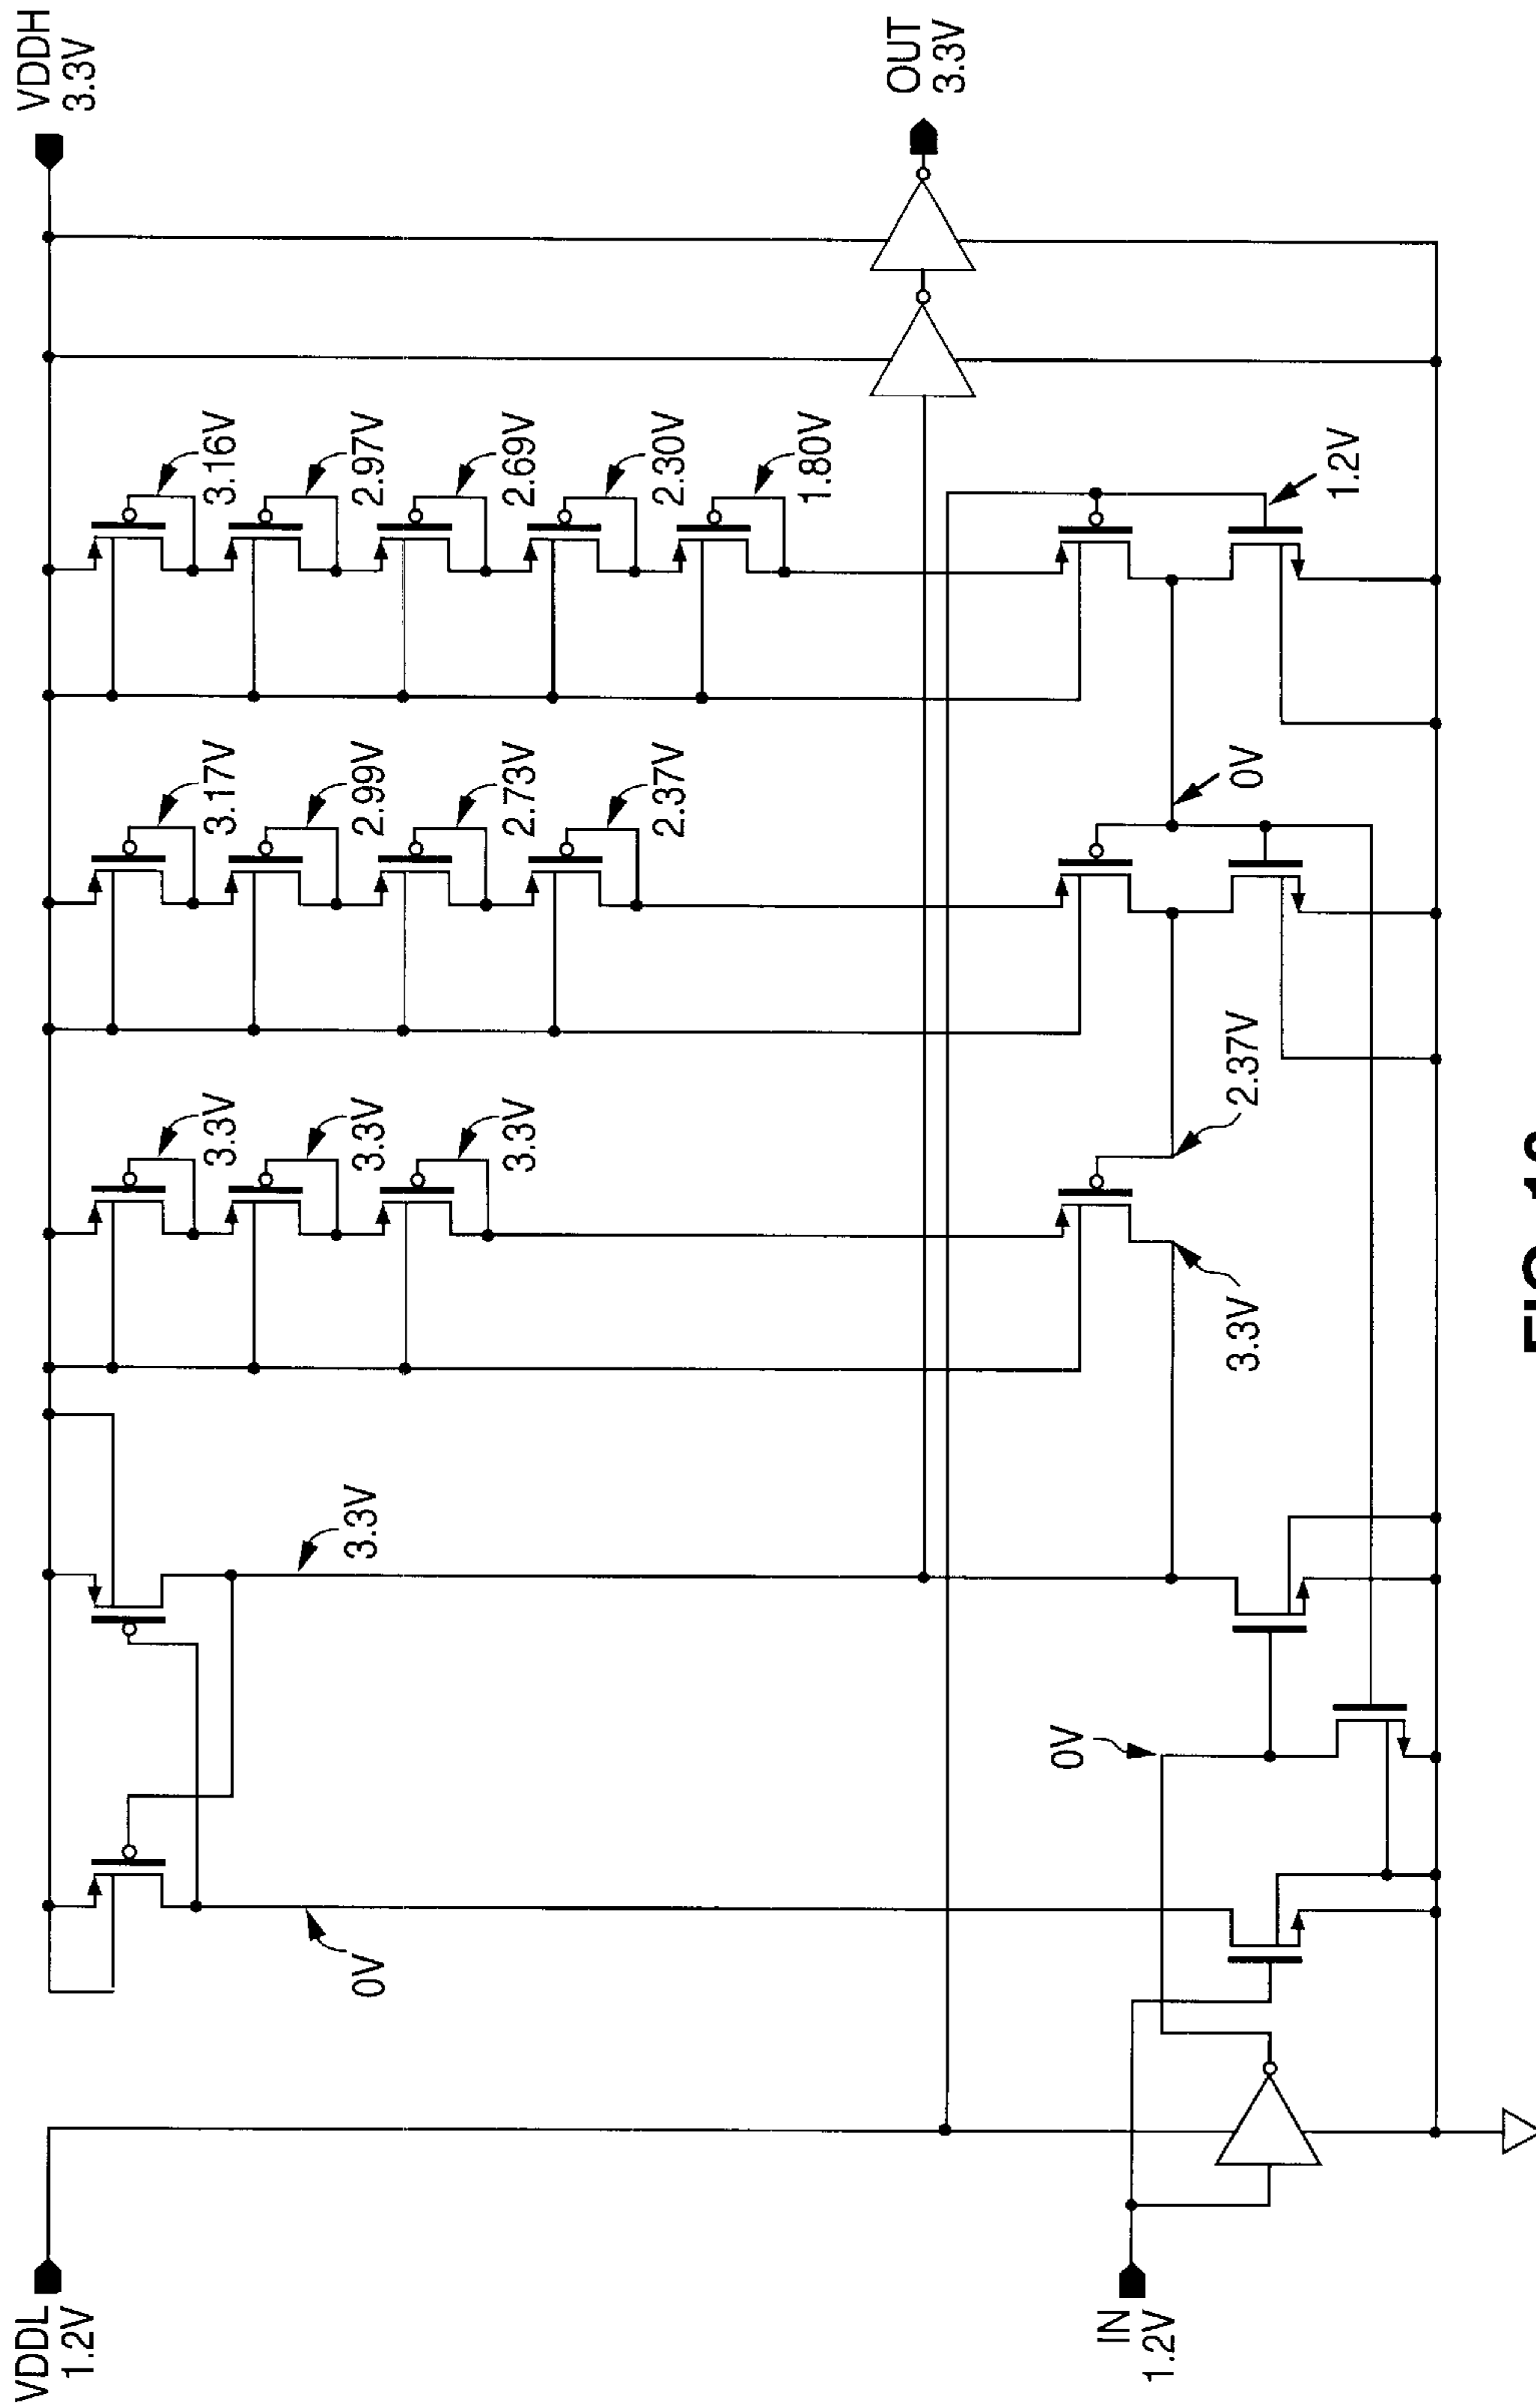 VDDL
1.2V
VDDH
3.3V
3.3V
3.17V
3.16V
0V
3.3V
3.3V
2.99V
2.97V
3.3V
2.73V
2.69V
2.37V
2.30V
1.80V
OUT
3.3V
0V
IN
1.2V
3.3V
2.37V
0V
1.2V
FIG.